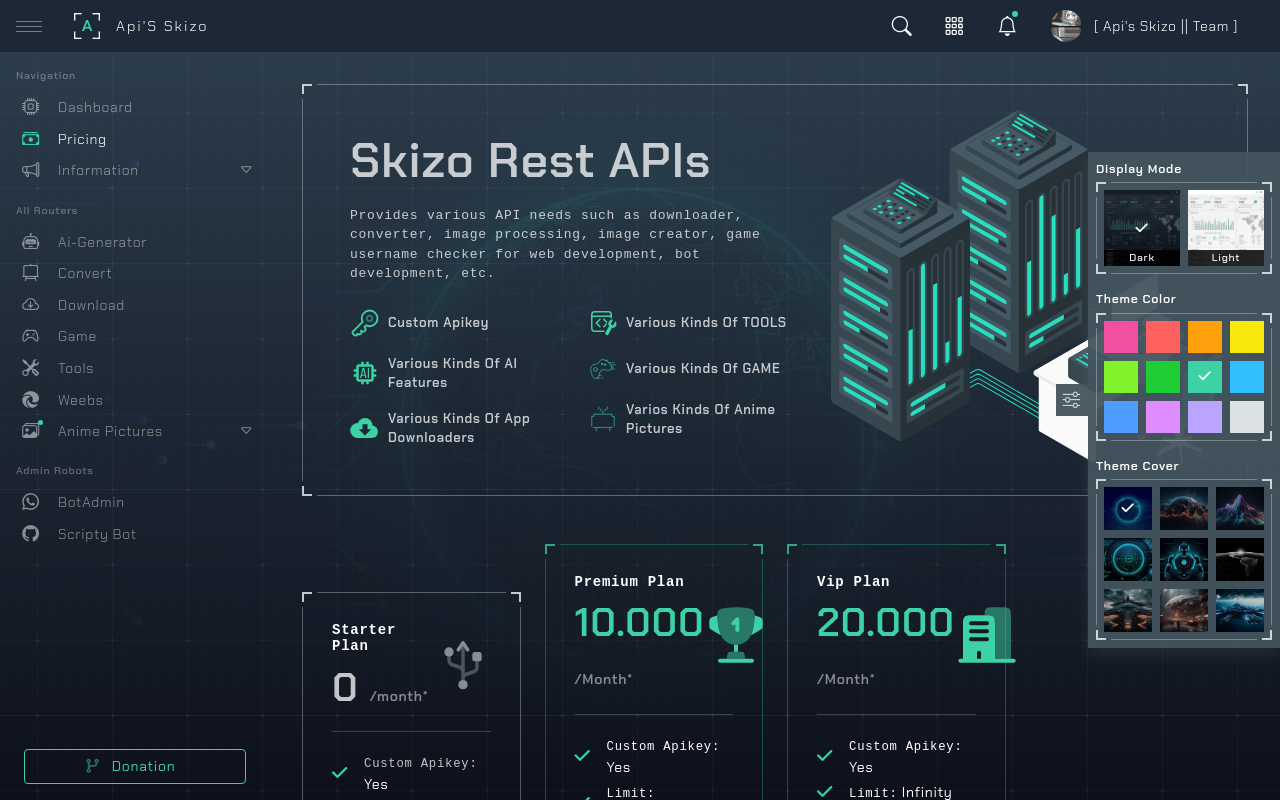 A
Api'S Skizo
[ Api's Skizo || Team ]
Navigation
Dashboard
Pricing
Information
All Routers
Ai-Generator
Convert
Download
Game
Tools
Weebs
Anime Pictures
Admin Robots
BotAdmin
Scripty Bot
Donation
Skizo Rest APIs
Provides various API needs such as downloader,
converter, image processing, image creator, game
username checker for web development, bot
development, etc.
Custom Apikey
Various Kinds Of TOOLS
AI
Various Kinds Of AI
Features
Various Kinds Of GAME
Various Kinds Of App
Downloaders
Varios Kinds Of Anime
Pictures
Starter
Plan
0 /month*
Custom Apikey:
Yes
Premium Plan
10.000
1
/Month*
Custom Apikey:
Yes
Limit:
Vip Plan
20.000
/Month*
Custom Apikey:
Yes
Limit: Infinity
Display Mode
Dark
Light
Theme Color
Theme Cover